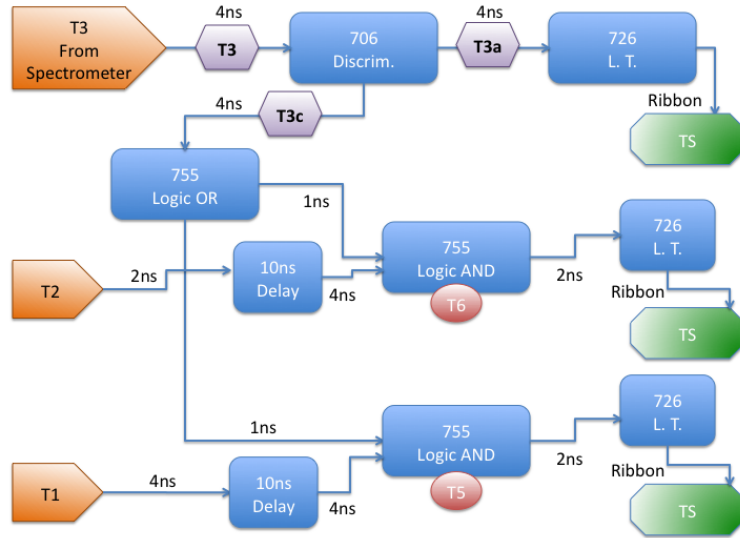 4ns
4ns
T3
From
Spectrometer
T3
706
Discrim.
T3a
726
L. T.
4ns
T3c
Ribbon
TS
755
Logic OR
1ns
755
Logic AND
T6
726
L. T.
T2
2ns
10ns
Delay
4ns
2ns
Ribbon
TS
1ns
755
Logic AND
T5
726
L. T.
T1
4ns
10ns
Delay
4ns
2ns
Ribbon
TS